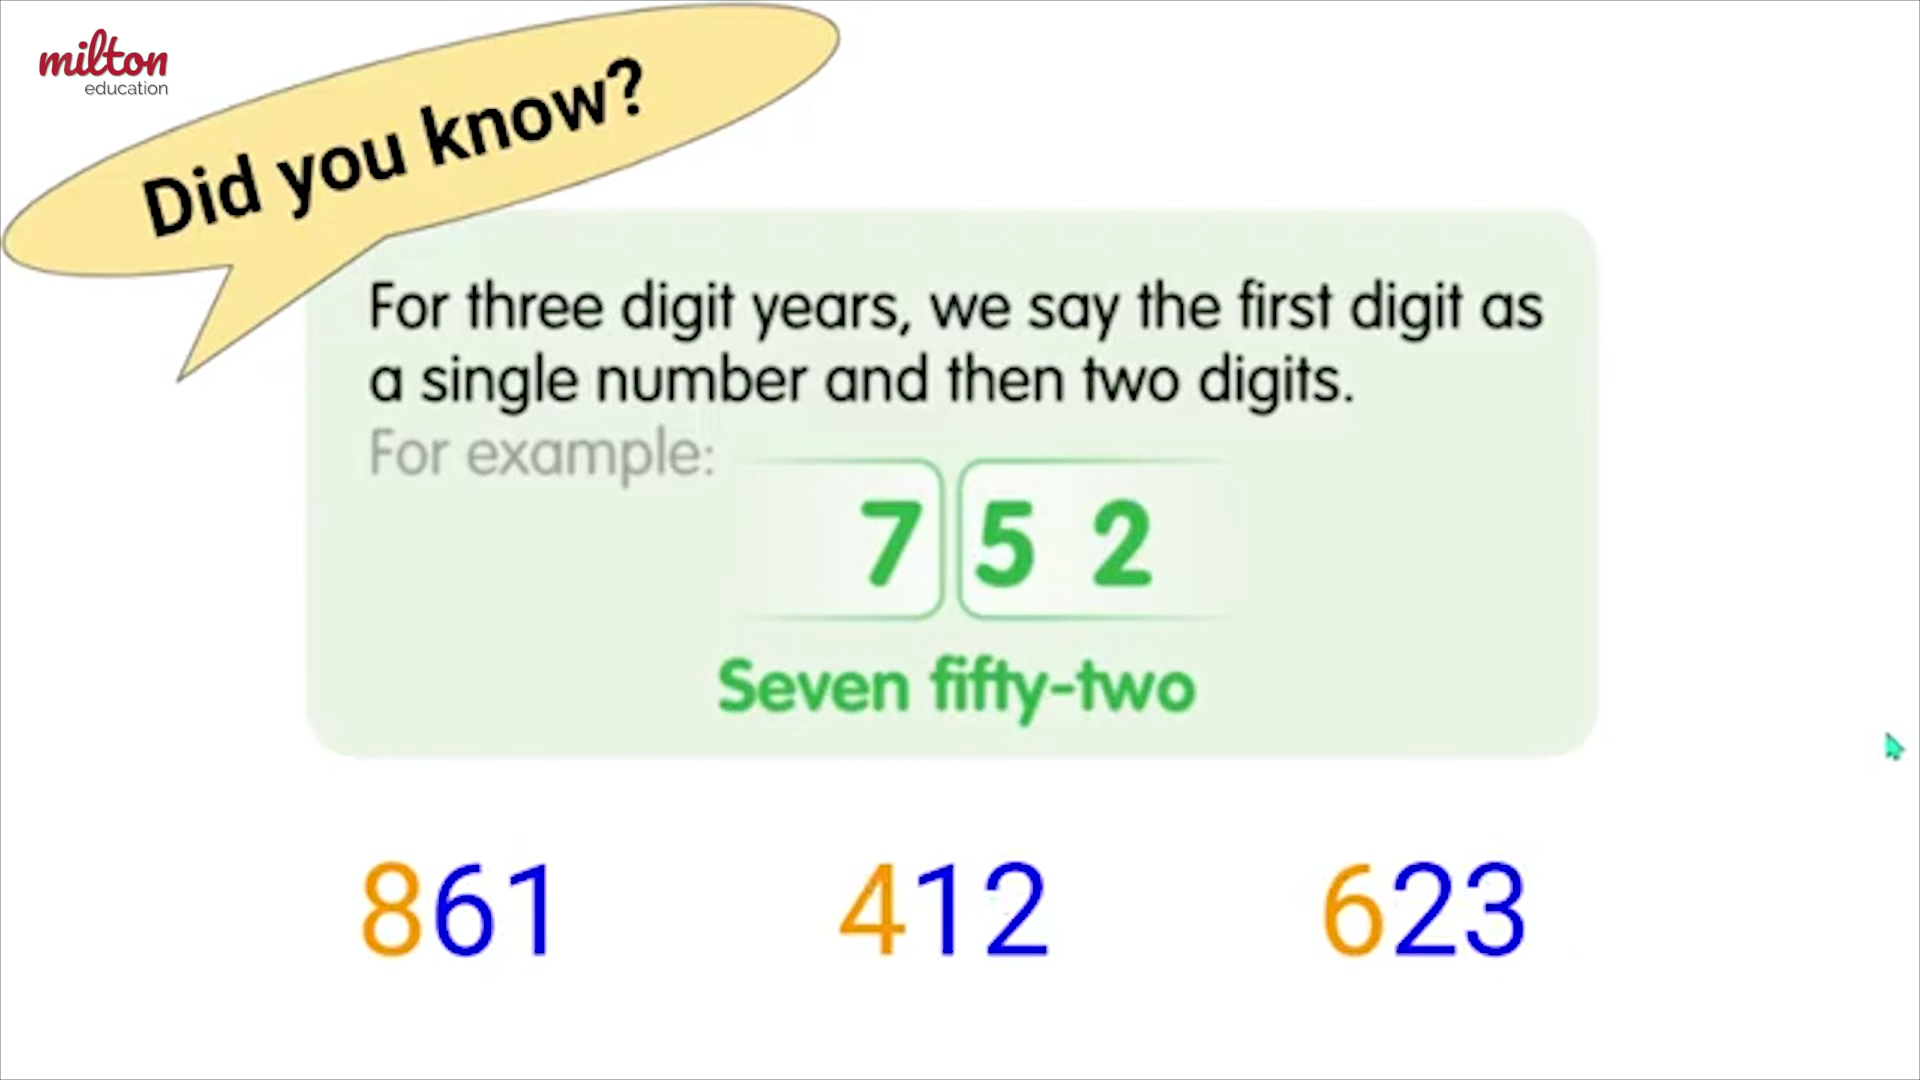 milton
education
Did you know?
For three digit years, we say the first digit as
a single number and then two digits.
For example:
7 5 2
Seven fifty-two
861 412 623